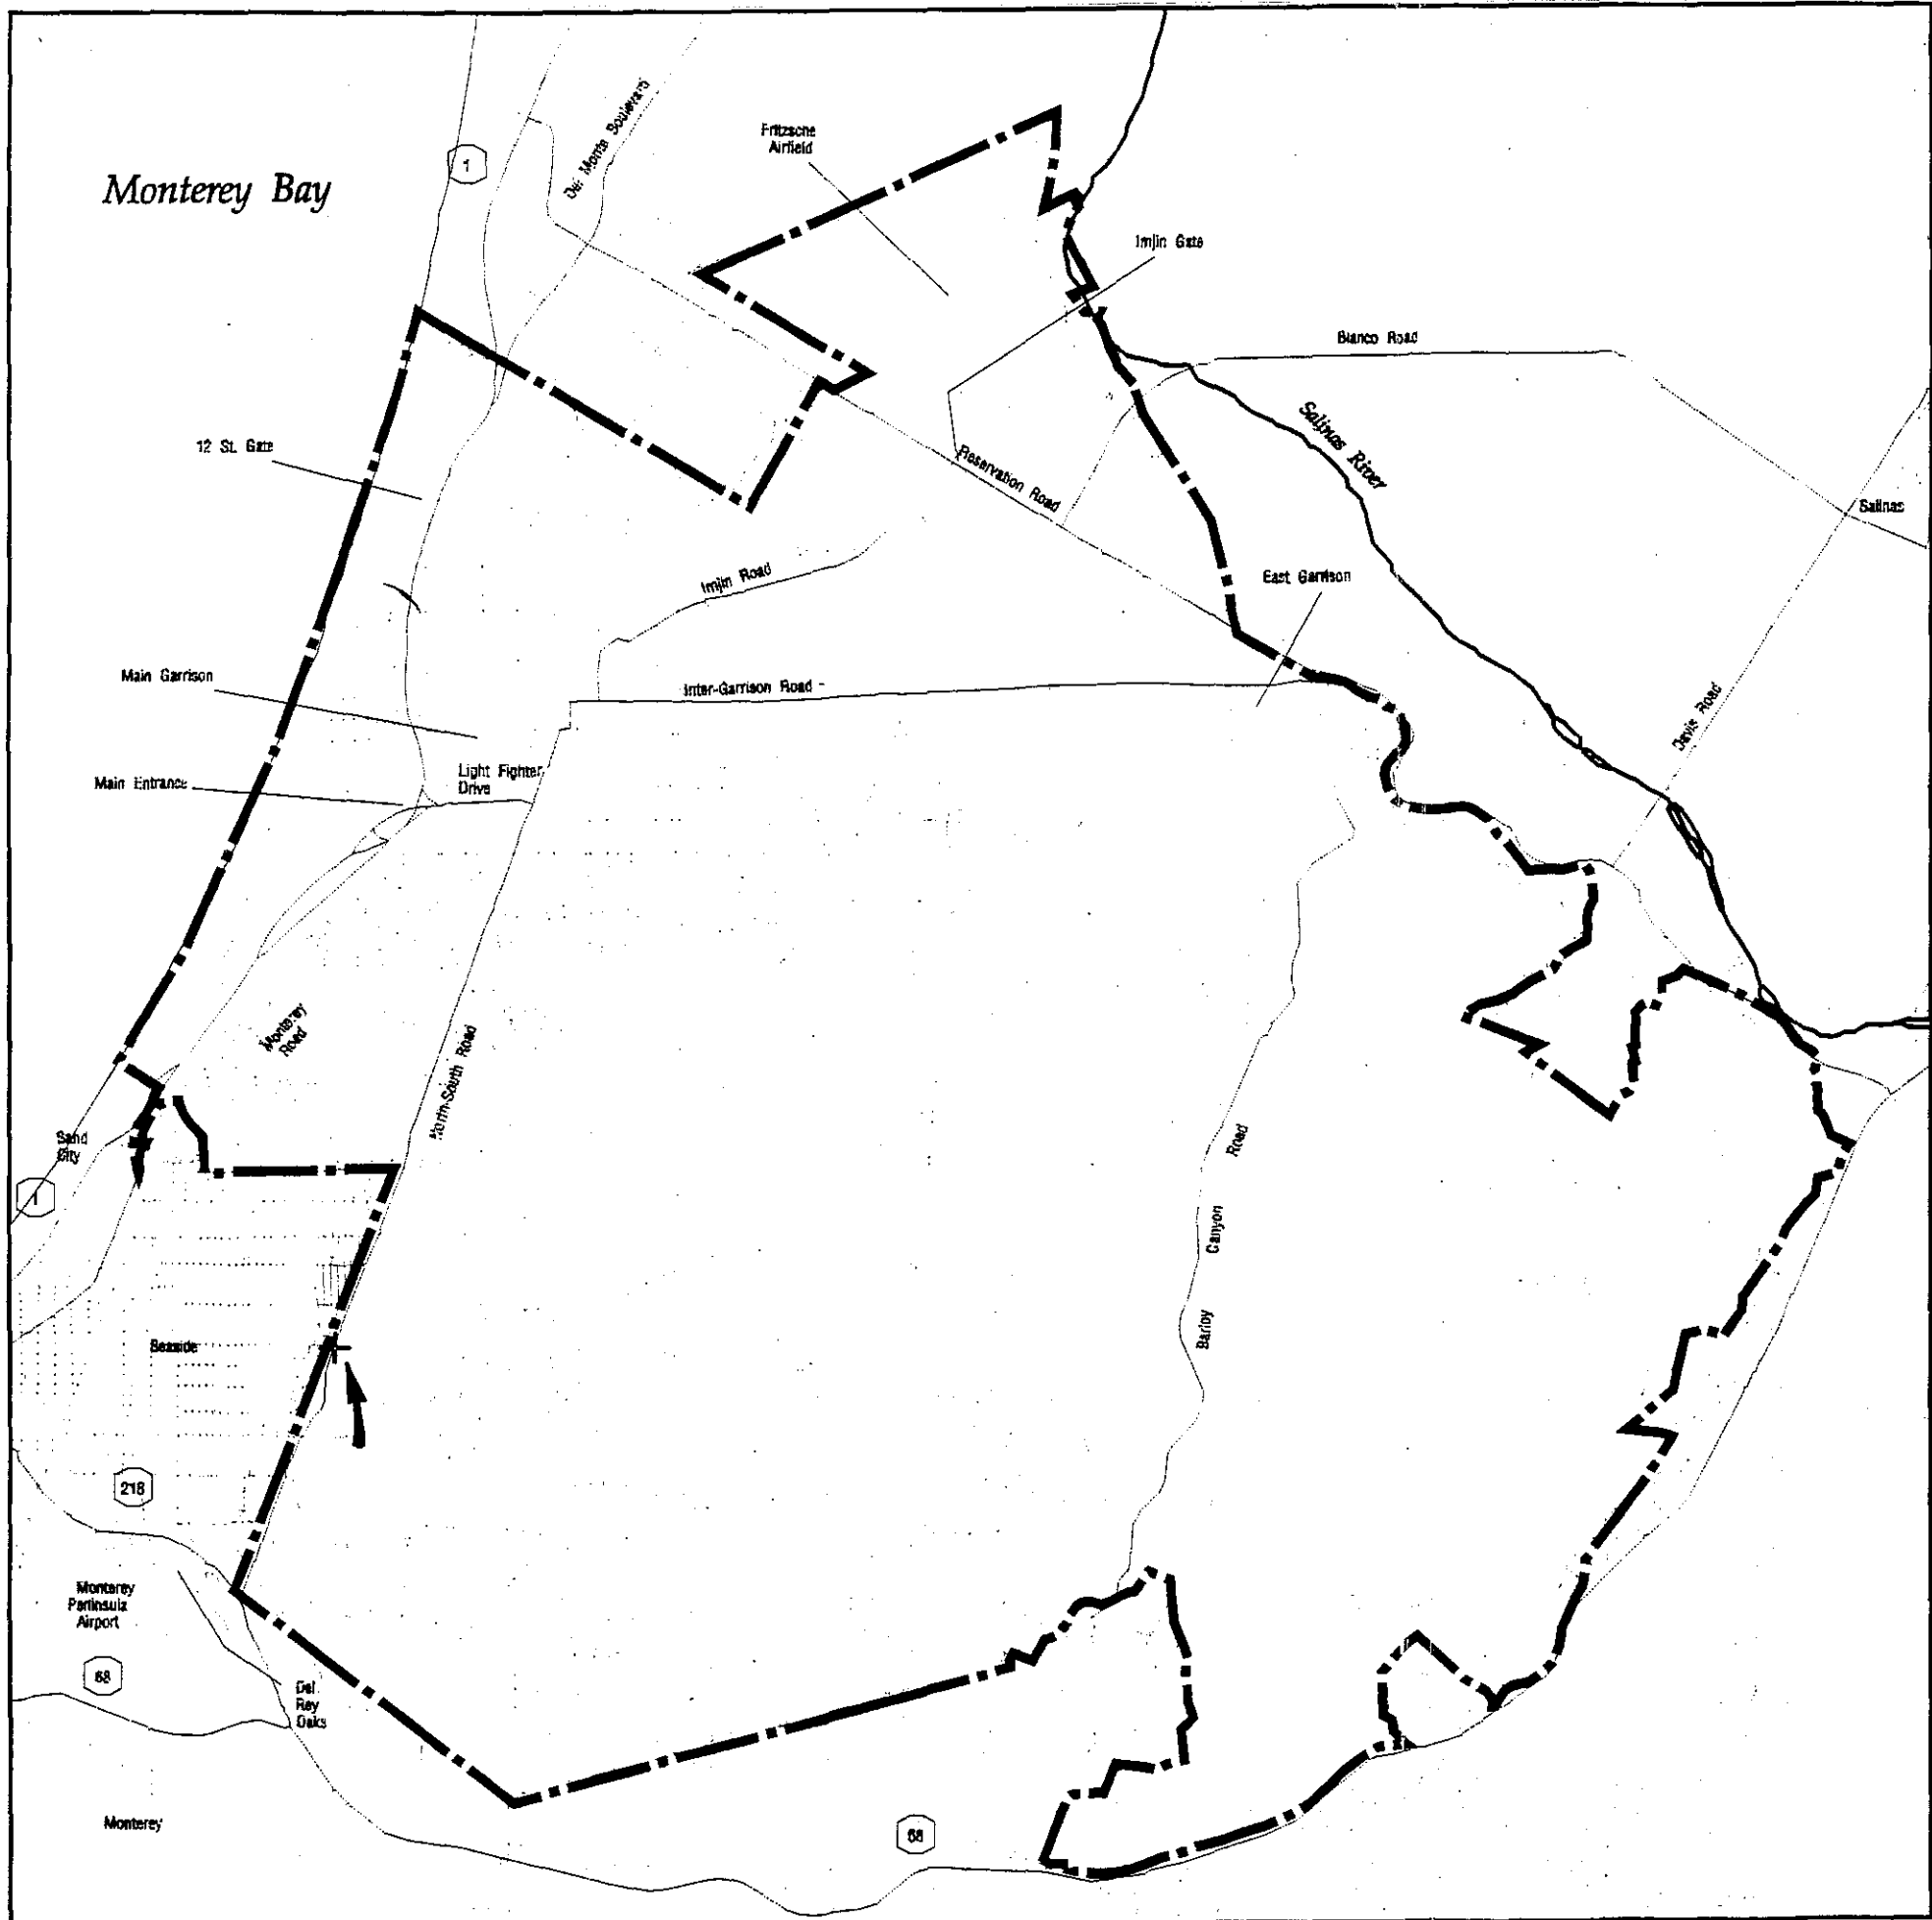 Monterey Bay
1
Del Monte Boulevard
Fritzsche
Airfield
Imjin Gate
Blanco Road
12 St. Gate
Salinas River
Reservation Road
Salinas
Imjin Road
East Garrison
Main Garrison
Inter-Garrison Road
Davis Road
Light Fighter
Drive
Main Entrance
Monterey
Road
North-South Road
Sand
City
1
Road
Canyon
Barloy
Seaside
218
Monterey
Peninsula
Airport
68
Del
Rey
Oaks
Monterey
68